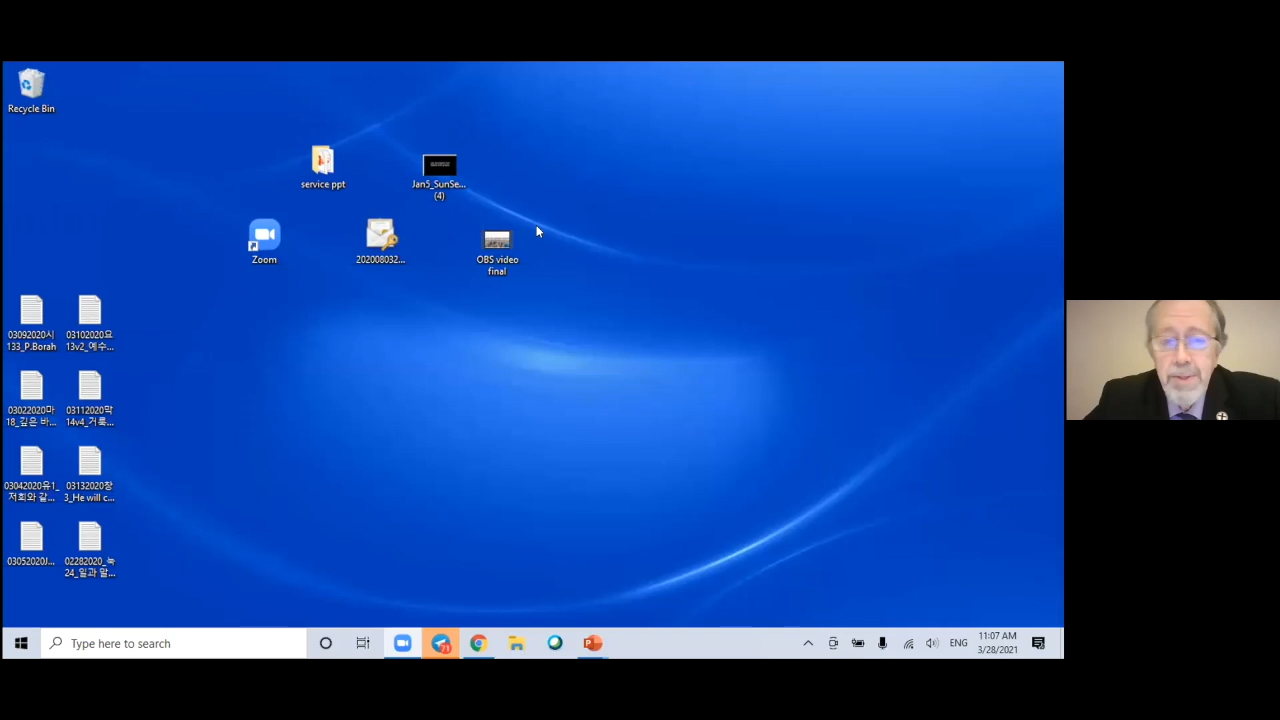 Recycle Bin
service ppt
Jan5_SunSe...
(4)
Zoom
202008032...
OBS video
final
03092020시
133_P.Borah
03102020요
13v2_예수...
03022020마
18_깊은 바...
03112020막
14v4_거룩...
03042020유1_
저희와 같...
03132020창
3_He will c...
03052020J...
02282020_눅
24_일과 말...
Type here to search
71
ENG
11:07 AM
3/28/2021